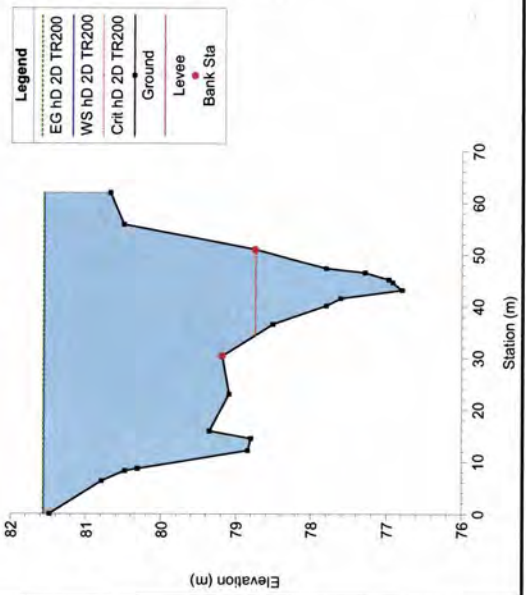 Legend
EG hD 2D TR200
WS hD 2D TR200
Crit hD 2D TR200
Ground
Levee
Bank Sta
82
81
80
79
78
77
76
Elevation (m)
0
10
20
30
40
50
60
70
Station (m)